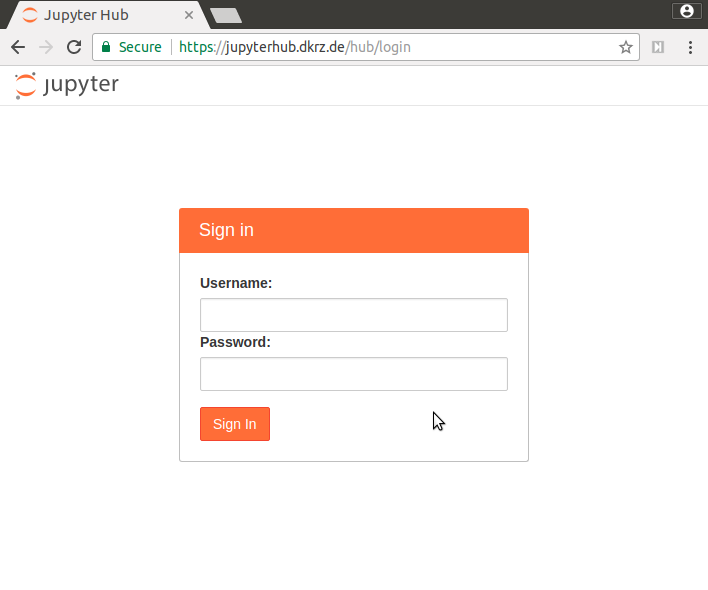 Jupyter Hub
Secure https://jupyterhub.dkrz.de/hub/login
jupyter
Sign in
Username:
Password:
Sign In